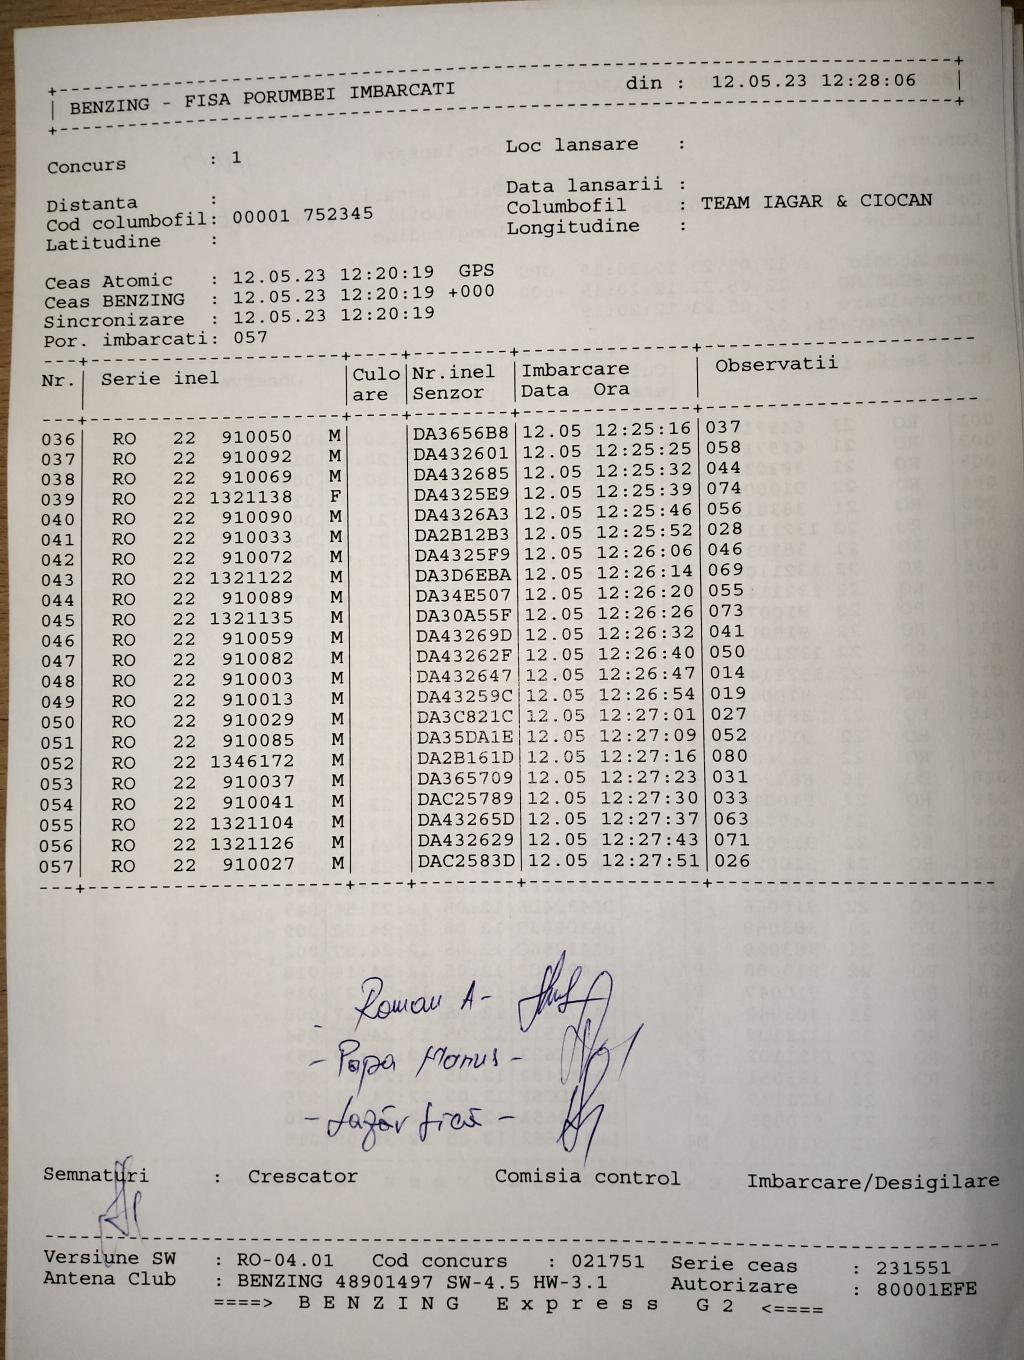 BENZING - FISA PORUMBEI IMBARCATI din : 12.05.23 12:28:06
Concurs : 1 Loc lansare :
Distanta : Data lansarii :
Cod columbofil: 00001 752345 Columbofil : TEAM IAGAR & CIOCAN
Latitudine : Longitudine :
Ceas Atomic : 12.05.23 12:20:19 GPS
Ceas BENZING : 12.05.23 12:20:19 +000
Sincronizare : 12.05.23 12:20:19
Por. imbarcati: 057
Nr. Serie inel Culo Nr.inel Imbarcare Observatii
are Senzor Data Ora
036 RO 22 910050 M DA3656B8 12.05 12:25:16 037
037 RO 22 910092 M DA432601 12.05 12:25:25 058
038 RO 22 910069 M DA432685 12.05 12:25:32 044
039 RO 22 1321138 F DA4325E9 12.05 12:25:39 074
040 RO 22 910090 M DA4326A3 12.05 12:25:46 056
041 RO 22 910033 M DA2B12B3 12.05 12:25:52 028
042 RO 22 910072 M DA4325F9 12.05 12:26:06 046
043 RO 22 1321122 M DA3D6EBA 12.05 12:26:14 069
044 RO 22 910089 M DA34E507 12.05 12:26:20 055
045 RO 22 1321135 M DA30A55F 12.05 12:26:26 073
046 RO 22 910059 M DA43269D 12.05 12:26:32 041
047 RO 22 910082 M DA43262F 12.05 12:26:40 050
048 RO 22 910003 M DA432647 12.05 12:26:47 014
049 RO 22 910013 M DA43259C 12.05 12:26:54 019
050 RO 22 910029 M DA3C821C 12.05 12:27:01 027
051 RO 22 910085 M DA35DA1E 12.05 12:27:09 052
052 RO 22 1346172 M DA2B161D 12.05 12:27:16 080
053 RO 22 910037 M DA365709 12.05 12:27:23 031
054 RO 22 910041 M DAC25789 12.05 12:27:30 033
055 RO 22 1321104 M DA43265D 12.05 12:27:37 063
056 RO 22 1321126 M DA432629 12.05 12:27:43 071
057 RO 22 910027 M DAC2583D 12.05 12:27:51 026
- Roman A-
- Popa Marius -
- Lazăr Lică -
Semnaturi : Crescator Comisia control Imbarcare/Desigilare
Versiune SW : RO-04.01 Cod concurs : 021751 Serie ceas : 231551
Antena Club : BENZING 48901497 SW-4.5 HW-3.1 Autorizare : 80001EFE
====> B E N Z I N G E x p r e s s G 2 <====